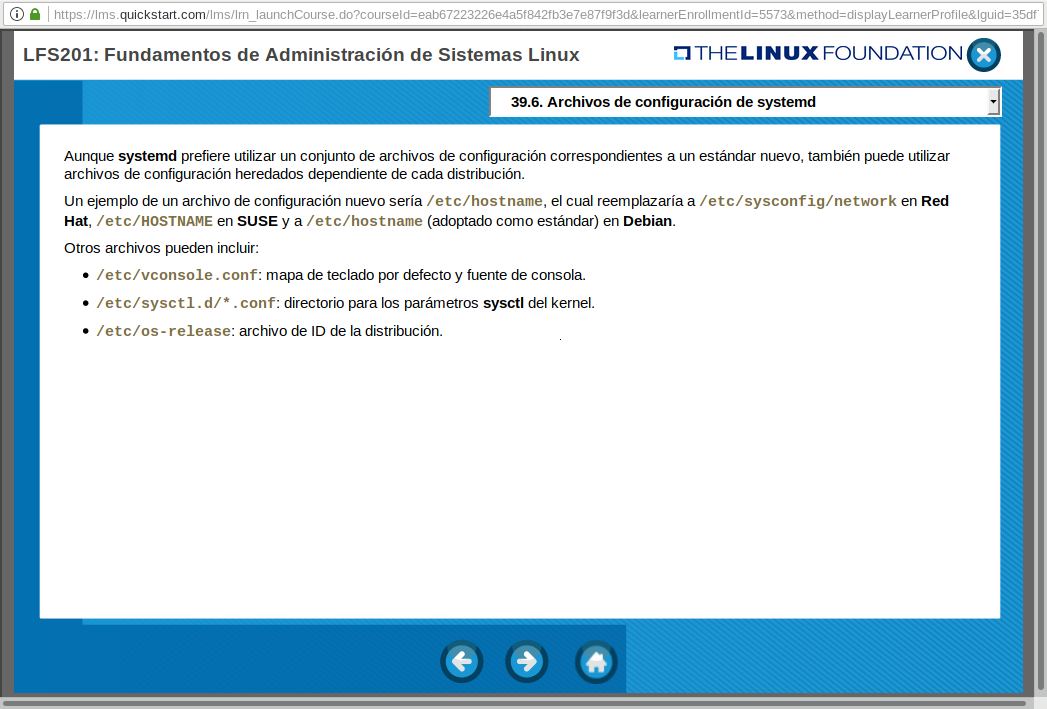 https://lms.quickstart.com/lms/lrn_launchCourse.do?courseId=eab67223226e4a5f842fb3e7e87f9f3d&learnerEnrollmentId=5573&method=displayLearnerProfile&lguid=35df
LFS201: Fundamentos de Administración de Sistemas Linux
THE LINUX FOUNDATION
39.6. Archivos de configuración de systemd
Aunque systemd prefiere utilizar un conjunto de archivos de configuración correspondientes a un estándar nuevo, también puede utilizar
archivos de configuración heredados dependiente de cada distribución.
Un ejemplo de un archivo de configuración nuevo sería /etc/hostname, el cual reemplazaría a /etc/sysconfig/network en Red
Hat, /etc/HOSTNAME en SUSE y a /etc/hostname (adoptado como estándar) en Debian.
Otros archivos pueden incluir:
• /etc/vconsole.conf: mapa de teclado por defecto y fuente de consola.
• /etc/sysctl.d/*.conf: directorio para los parámetros sysctl del kernel.
• /etc/os-release: archivo de ID de la distribución.